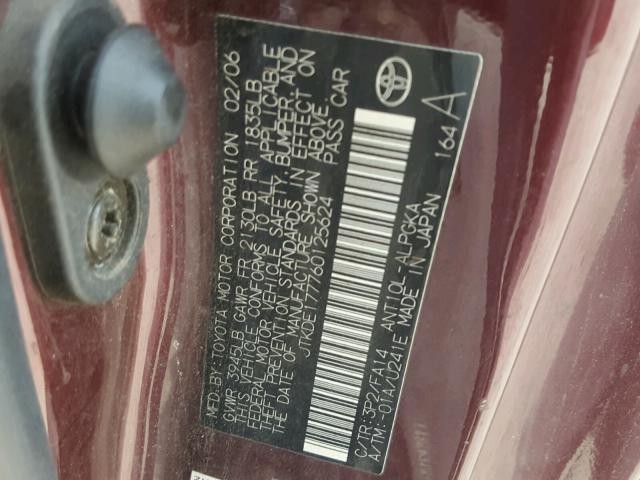 MFD.BY:TOYOTA MOTOR CORPORATION 02/06
GVWR 3945LB GAWR FR 2130LB RR 1835LB
THIS VEHICLE CONFORMS TO ALL APPLICABLE
FEDERAL MOTOR VEHICLE SAFETY, BUMPER, AND
THEFT PREVENTION STANDARDS IN EFFECT ON
THE DATE OF MANUFACTURE SHOWN ABOVE.
JTKDE177760125624 PASS CAR
C/TR:3P2/FA14 ANT10L-ALPGKA 164A
A/TM:-01A/U241E MADE IN JAPAN